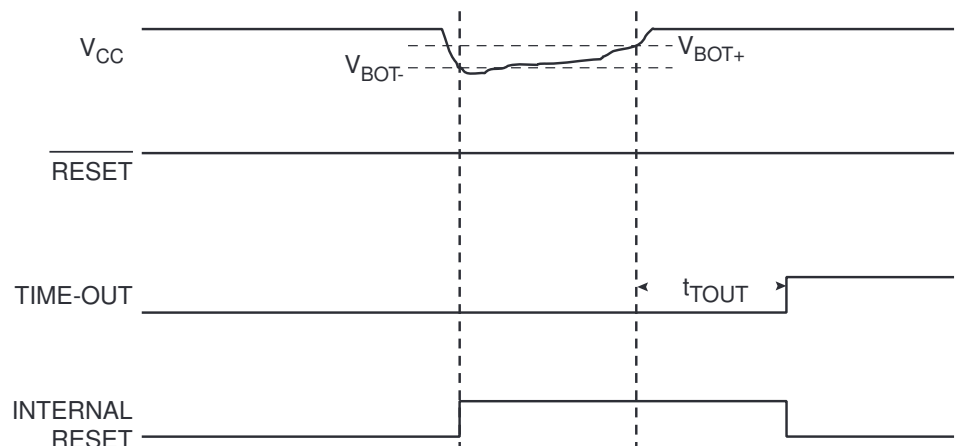 VCC
VBOT-
VBOT+
RESET
TIME-OUT
tTOUT
INTERNAL
RESET